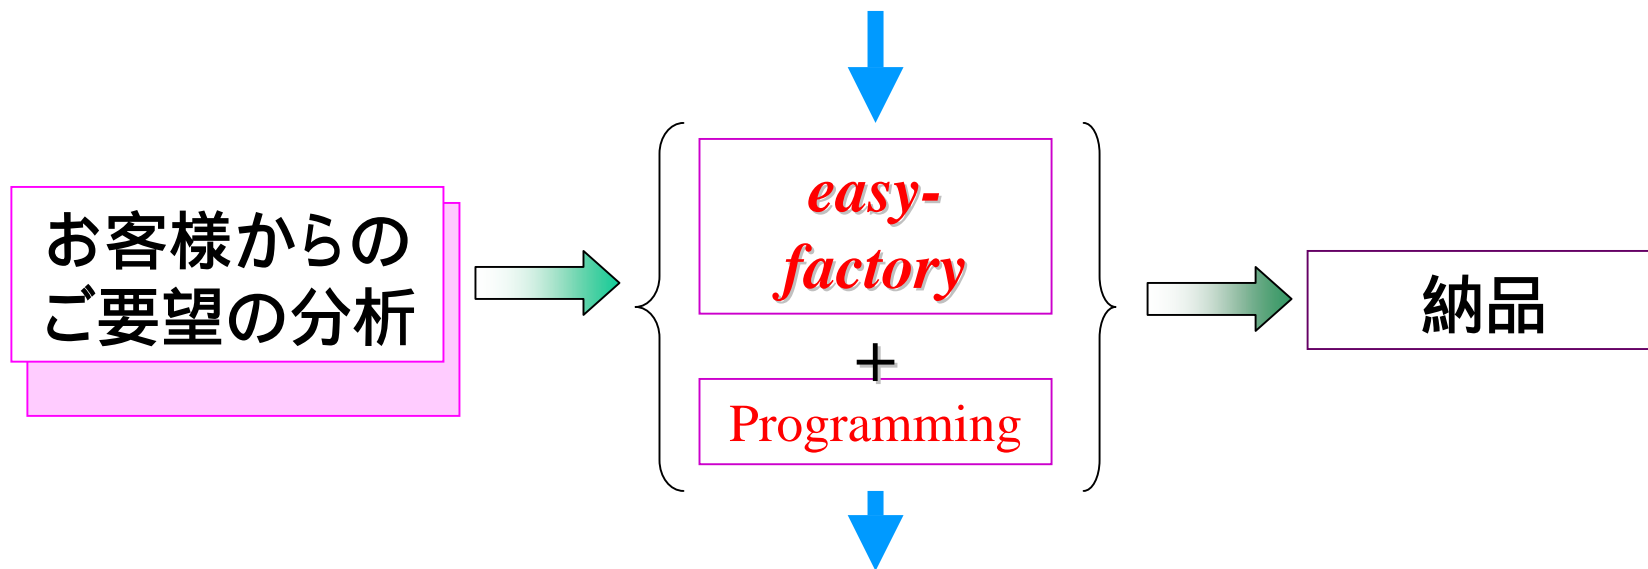 お客様からの
ご要望の分析
easy-
factory
+
Programming
納品